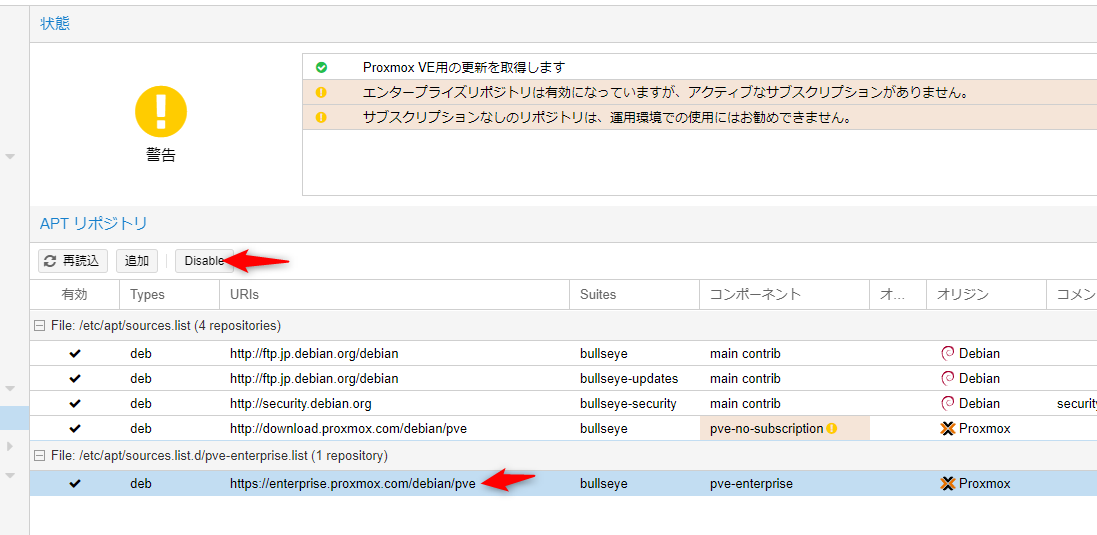 状態
警告
Proxmox VE用の更新を取得します
エンタープライズリポジトリは有効になっていますが、アクティブなサブスクリプションがありません。
サブスクリプションなしのリポジトリは、運用環境での使用にはお勧めできません。
APT リポジトリ
再読込 追加 Disable
有効 Types URIs Suites コンポーネント オ... オリジン コメン
File: /etc/apt/sources.list (4 repositories)
deb http://ftp.jp.debian.org/debian bullseye main contrib Debian
deb http://ftp.jp.debian.org/debian bullseye-updates main contrib Debian
deb http://security.debian.org bullseye-security main contrib Debian security
deb http://download.proxmox.com/debian/pve bullseye pve-no-subscription Proxmox
File: /etc/apt/sources.list.d/pve-enterprise.list (1 repository)
deb https://enterprise.proxmox.com/debian/pve bullseye pve-enterprise Proxmox